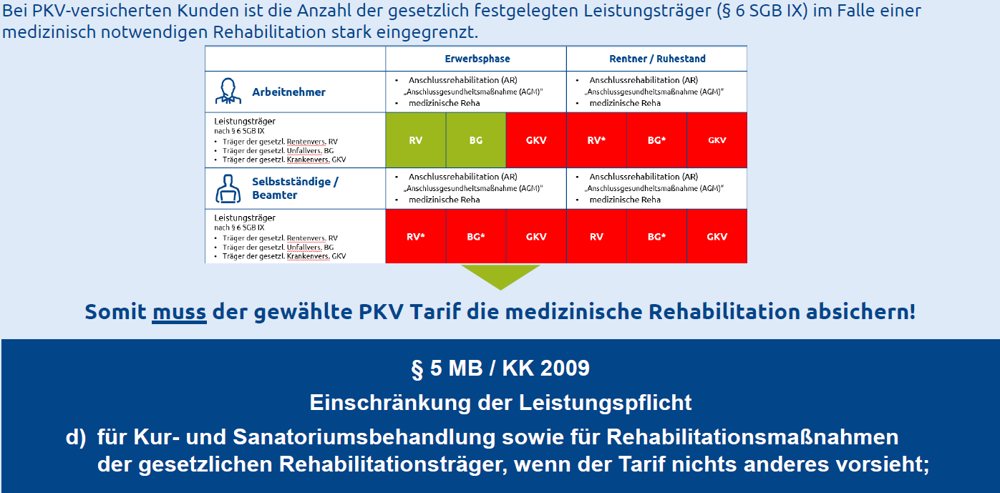 Bei PKV-versicherten Kunden ist die Anzahl der gesetzlich festgelegten Leistungsträger (§ 6 SGB IX) im Falle einer
medizinisch notwendigen Rehabilitation stark eingegrenzt.
Erwerbsphase
Rentner / Ruhestand
Arbeitnehmer
• Anschlussrehabilitation (AR)
„Anschlussgesundheitsmaßnahme (AGM)“
• medizinische Reha
• Anschlussrehabilitation (AR)
„Anschlussgesundheitsmaßnahme (AGM)“
• medizinische Reha
Leistungsträger
nach § 6 SGB IX
• Träger der gesetzl. Rentenvers. RV
• Träger der gesetzl. Unfallvers. BG
• Träger der gesetzl. Krankenvers. GKV
RV
BG
GKV
RV*
BG*
GKV
Selbstständige /
Beamter
• Anschlussrehabilitation (AR)
„Anschlussgesundheitsmaßnahme (AGM)“
• medizinische Reha
• Anschlussrehabilitation (AR)
„Anschlussgesundheitsmaßnahme (AGM)“
• medizinische Reha
Leistungsträger
nach § 6 SGB IX
• Träger der gesetzl. Rentenvers. RV
• Träger der gesetzl. Unfallvers. BG
• Träger der gesetzl. Krankenvers. GKV
RV*
BG*
GKV
RV
BG*
GKV
Somit muss der gewählte PKV Tarif die medizinische Rehabilitation absichern!
§ 5 MB / KK 2009
Einschränkung der Leistungspflicht
d) für Kur- und Sanatoriumsbehandlung sowie für Rehabilitationsmaßnahmen
der gesetzlichen Rehabilitationsträger, wenn der Tarif nichts anderes vorsieht;